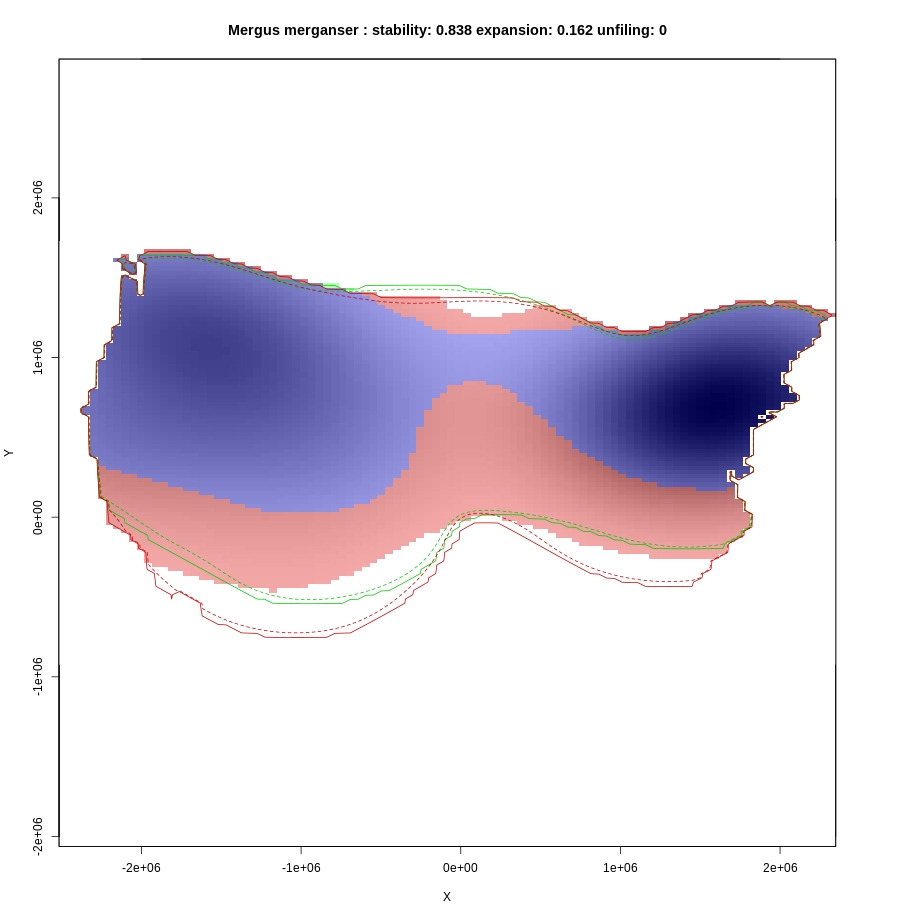 Mergus merganser : stability: 0.838 expansion: 0.162 unfiling: 0
2e+06
1e+06
Y
0e+00
-1e+06
-2e+06
-2e+06 -1e+06 0e+00 1e+06 2e+06
X